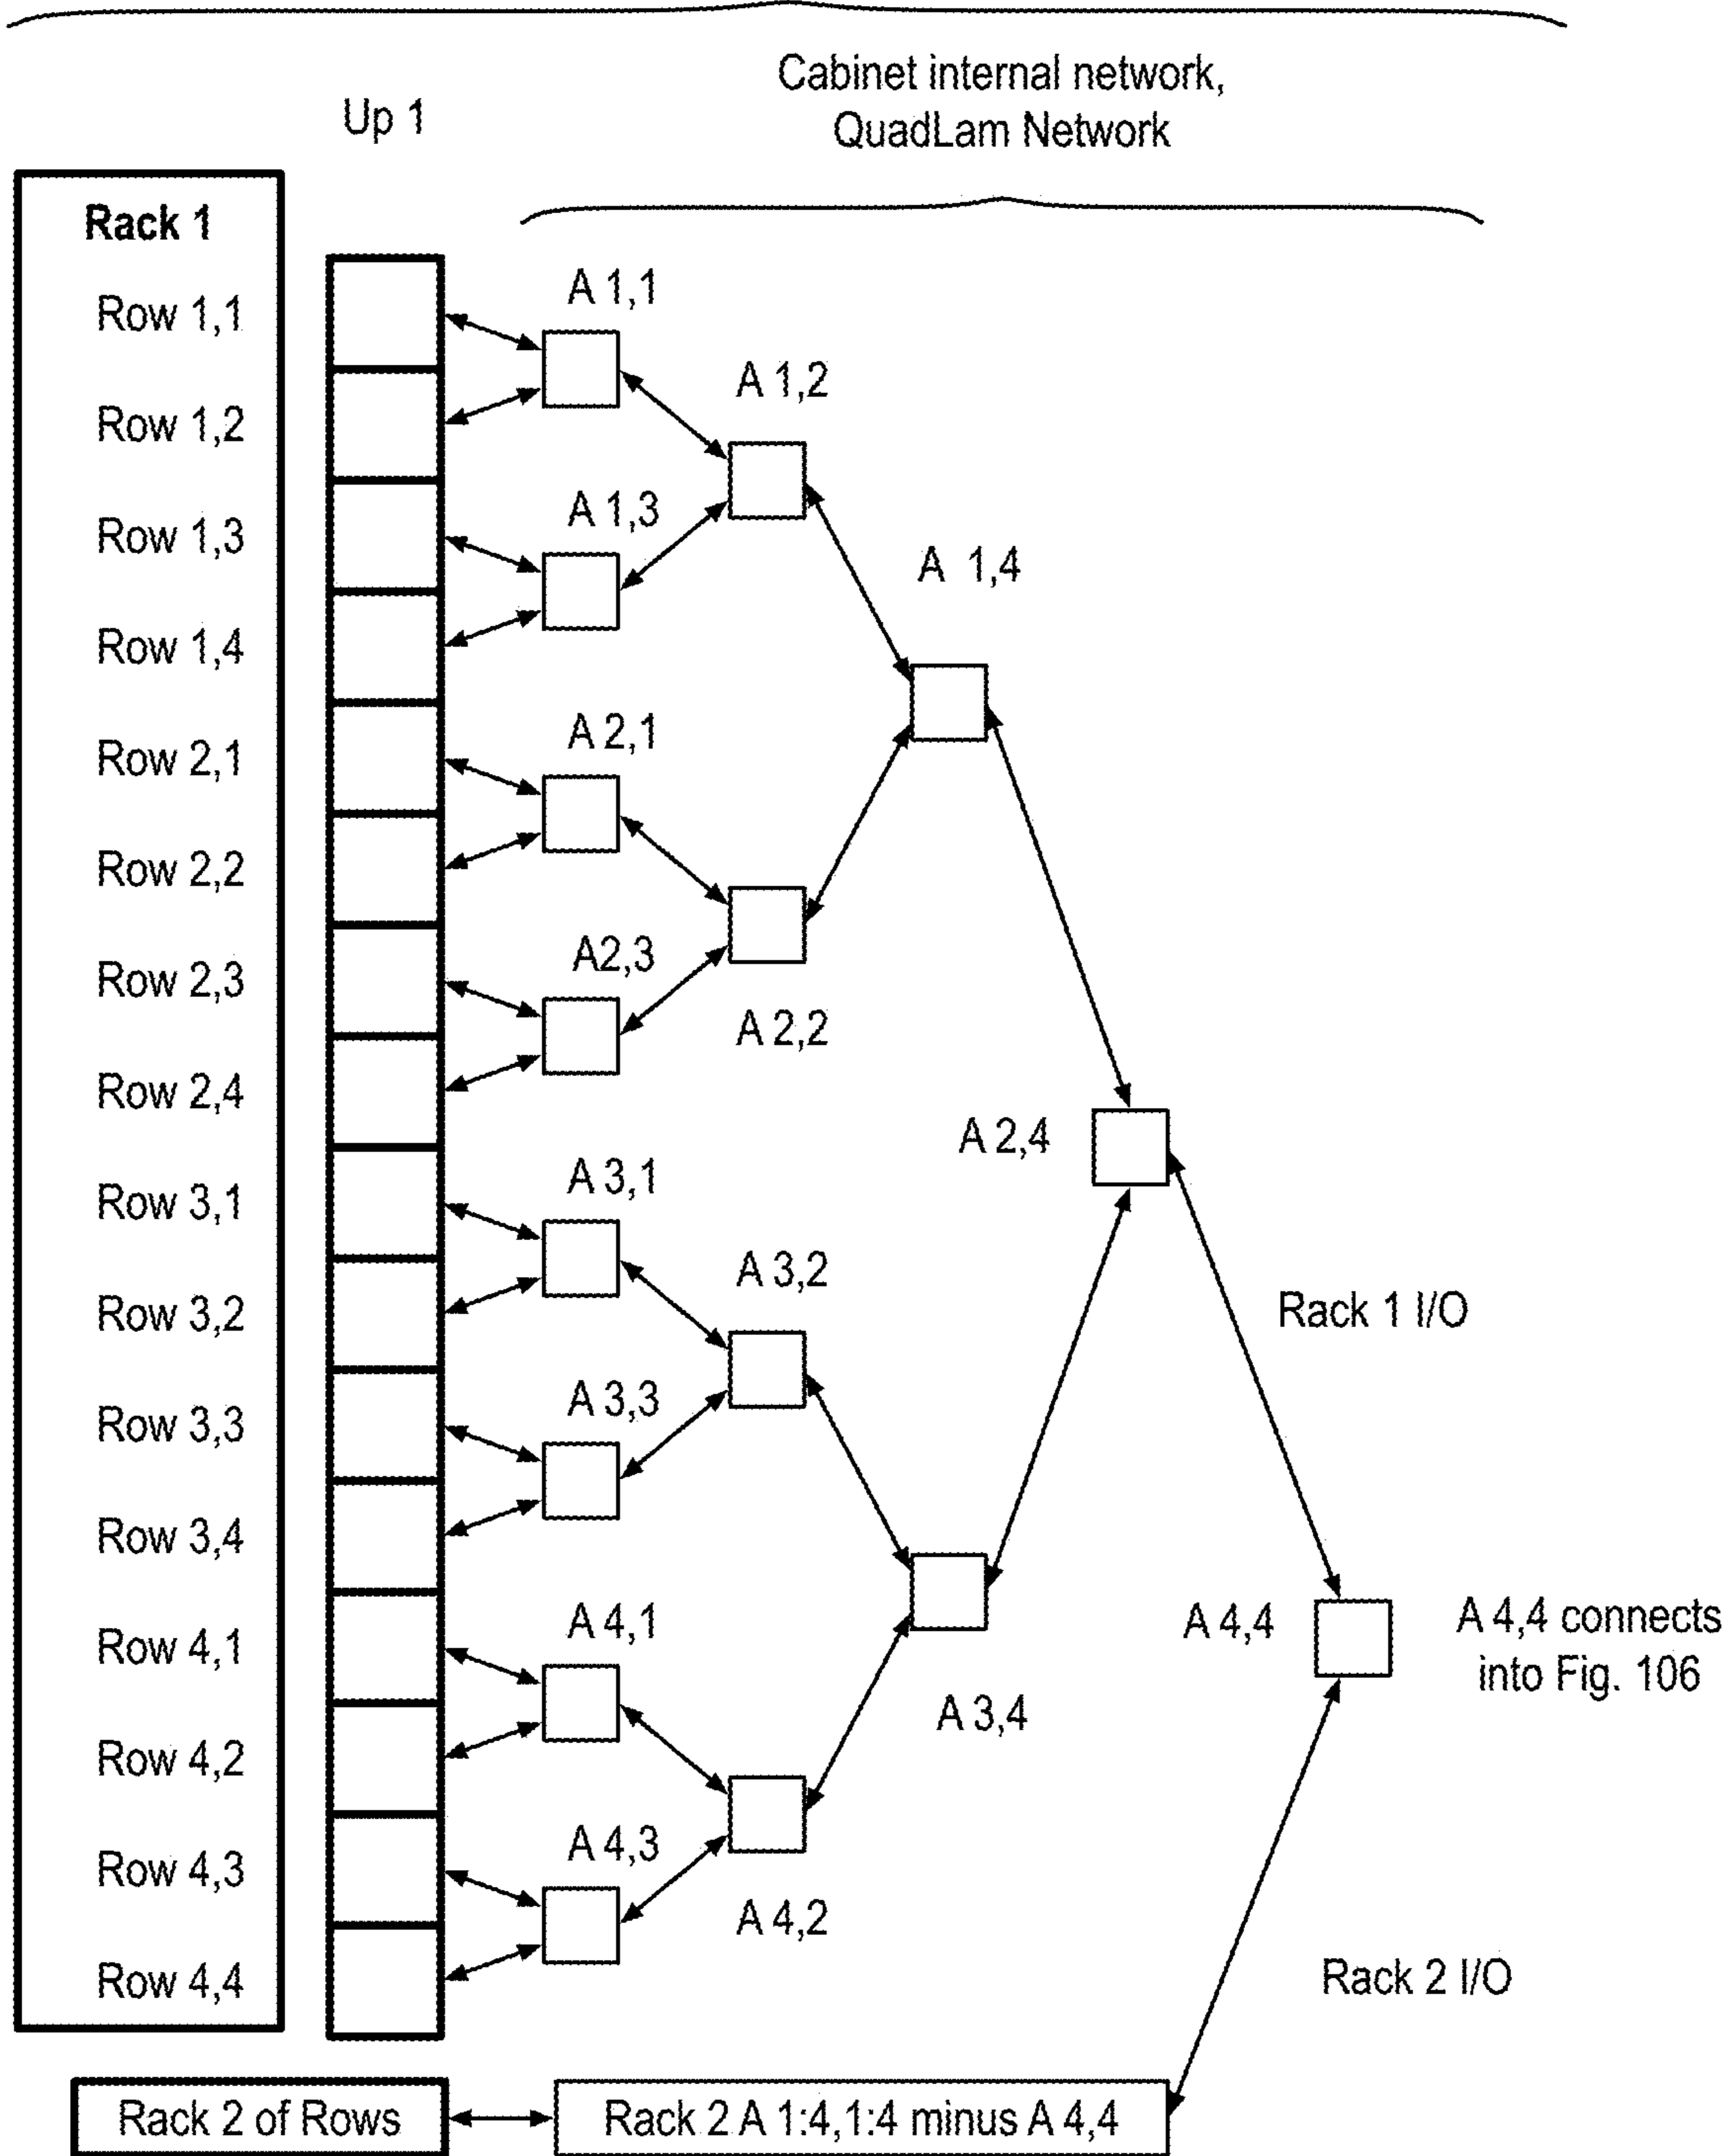 Cabinet internal network,
QuadLam Network
Up 1
Rack 1
Row 1,1
Row 1,2
Row 1,3
Row 1,4
Row 2,1
Row 2,2
Row 2,3
Row 2,4
Row 3,1
Row 3,2
Row 3,3
Row 3,4
Row 4,1
Row 4,2
Row 4,3
Row 4,4
A 1,1
A 1,2
A 1,3
A 1,4
A 2,1
A2,3
A 2,2
A 2,4
A 3,1
A 3,2
A 3,3
A 3,4
A 4,1
A 4,3
A 4,2
Rack 1 I/O
A 4,4
A 4,4 connects
into Fig. 106
Rack 2 I/O
Rack 2 of Rows
Rack 2 A 1:4,1:4 minus A 4,4